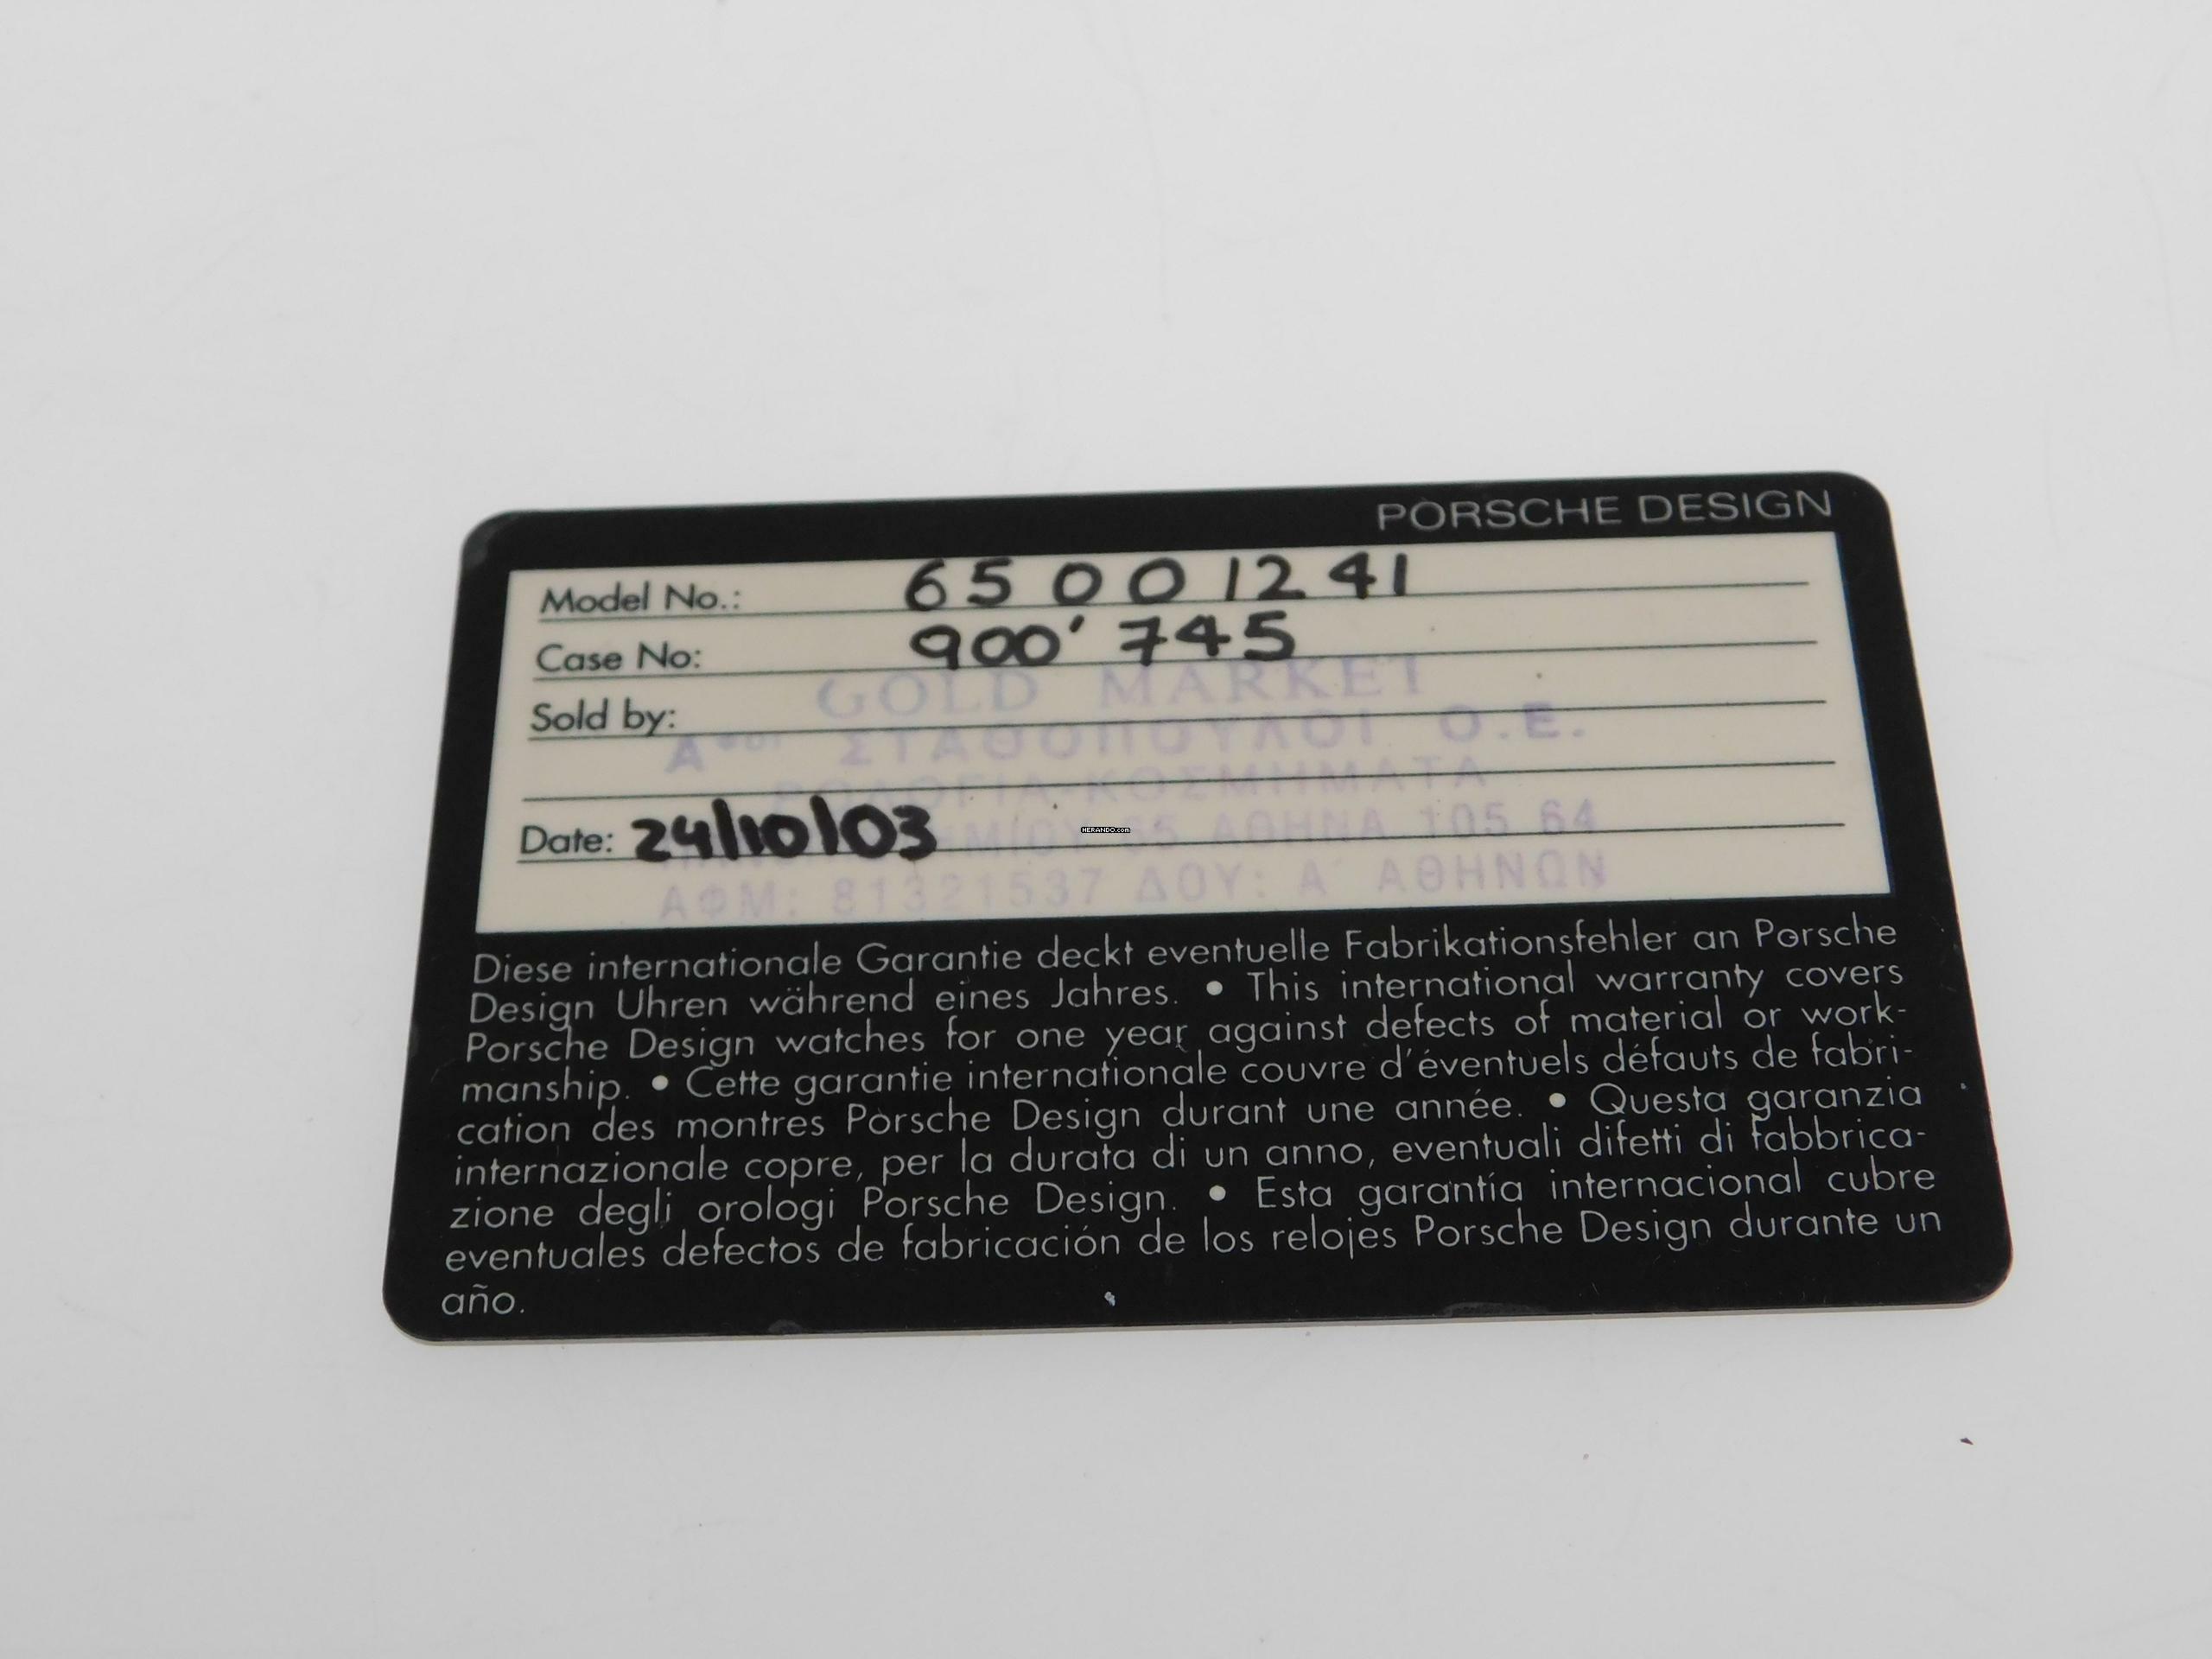 PORSCHE DESIGN
Model No.: 65001241
Case No: 900'745
GOLD MARKET
Sold by:
Αφοι ΣΤΑΘΟΠΟΥΛΟΙ Ο.Ε.
ΡΟΛΟΓΙΑ-ΚΟΣΜΗΜΑΤΑ
65 ΑΘΗΝΑ 105 64
Date: 24/10/03
HERANDO.com
ΑΦΜ: 81321537 ΔΟΥ: Α΄ ΑΘΗΝΩΝ
Diese internationale Garantie deckt eventuelle Fabrikationsfehler an Porsche
Design Uhren während eines Jahres. • This international warranty covers
Porsche Design watches for one year against defects of material or work-
manship. • Cette garantie internationale couvre d'éventuels défauts de fabri-
cation des montres Porsche Design durant une année. • Questa garanzia
internazionale copre, per la durata di un anno, eventuali difetti di fabbrica-
zione degli orologi Porsche Design. • Esta garantía internacional cubre
eventuales defectos de fabricación de los relojes Porsche Design durante un
año.